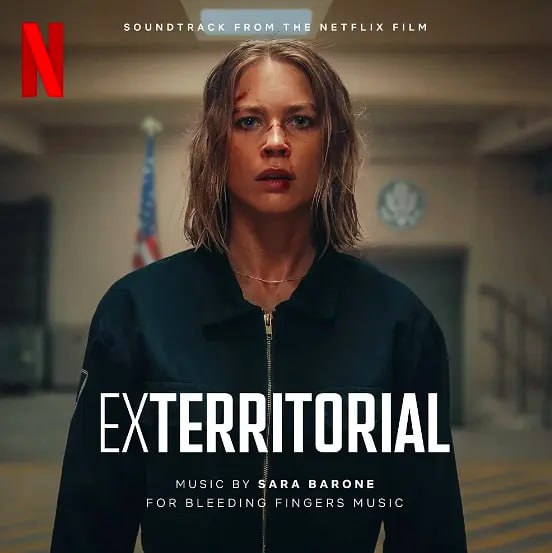 SOUNDTRACK FROM THE NETFLIX FILM
N
EXTERRITORIAL
MUSIC BY SARA BARONE
FOR BLEEDING FINGERS MUSIC